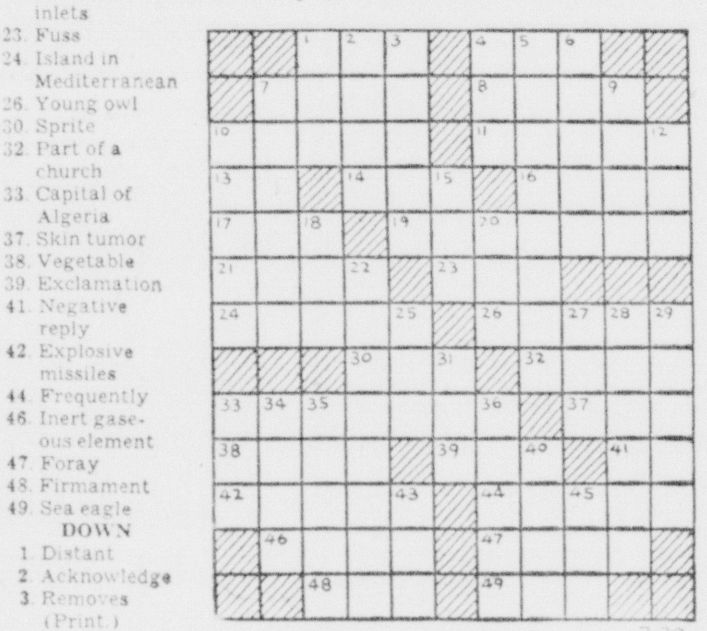 inlets
23. Fuss
24. Island in
Mediterranean
26. Young owl
30. Sprite
32. Part of a
church
33. Capital of
Algeria
37. Skin tumor
38. Vegetable
39. Exclamation
41. Negative
reply
42. Explosive
missiles
44. Frequently
46. Inert gase-
ous element
47. Foray
48. Firmament
49. Sea eagle
DOWN
1. Distant
2. Acknowledge
3. Removes
(Print.)
1 2 3 4 5 6
7 8 9
10 11 12
13 14 15 16
17 18 19 20
21 22 23
24 25 26 27 28 29
30 31 32
33 34 35 36 37
38 39 40 41
42 43 44 45
46 47
48 49